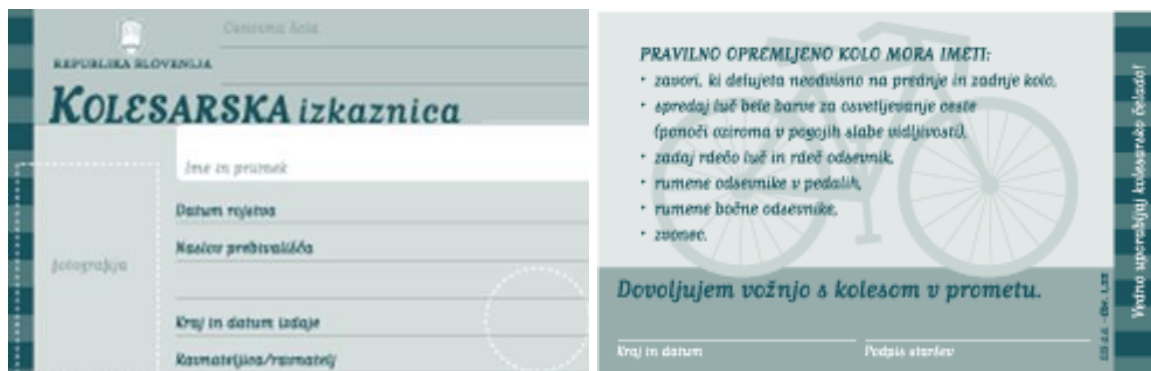 Osnovna šola
REPUBLIKA SLOVENIJA
KOLESARSKA izkaznica
Ime in priimek
Datum rojstva
Naslov prebivališča
fotografija
Kraj in datum izdaje
Ravnateljica/ravnatelj
PRAVILNO OPREMLJENO KOLO MORA IMETI:
• zavori, ki delujeta neodvisno na prednje in zadnje kolo,
• spredaj luč bele barve za osvetljevanje ceste
(ponoči oziroma v pogojih slabe vidljivosti),
• zadaj rdečo luč in rdeč odsevnik,
• rumene odsevnike v pedalih,
• rumene bočne odsevnike,
• zvonec.
Dovoljujem vožnjo s kolesom v prometu.
Kraj in datum
Podpis staršev
Vedno uporabljaj kolesarsko čelado!